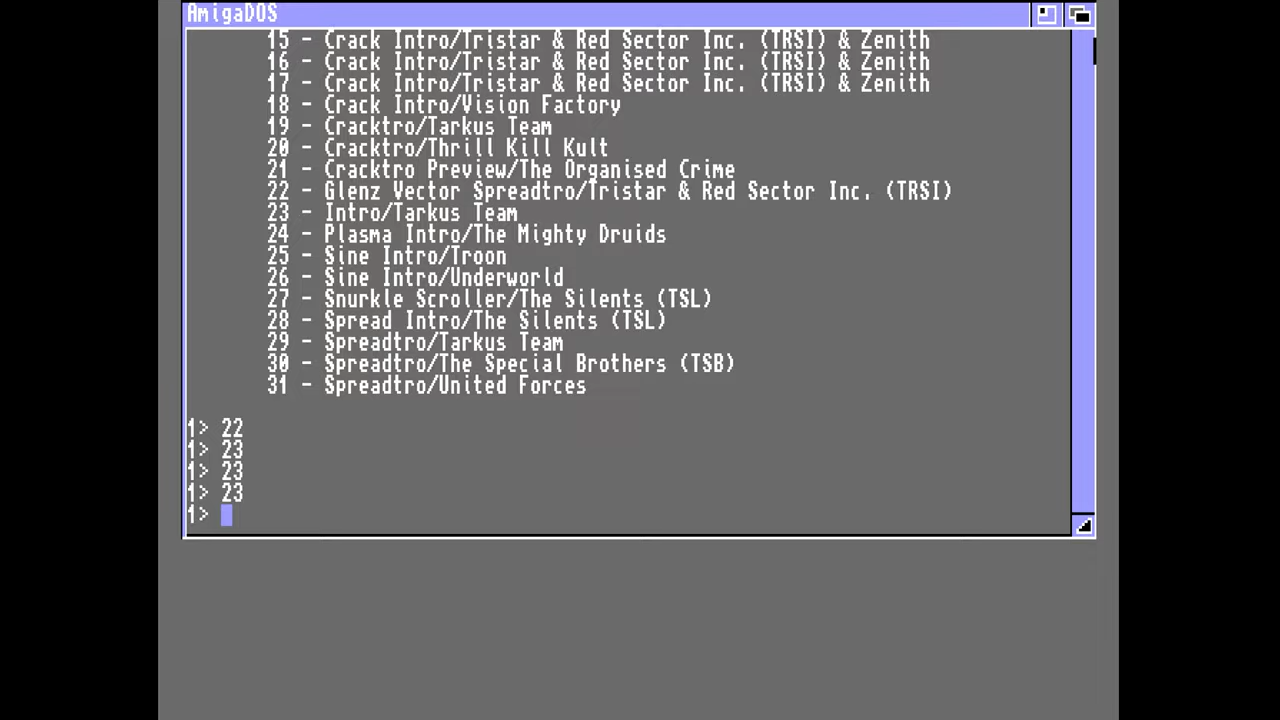 AmigaDOS
15 - Crack Intro/Tristar & Red Sector Inc. (TRSI) & Zenith
16 - Crack Intro/Tristar & Red Sector Inc. (TRSI) & Zenith
17 - Crack Intro/Tristar & Red Sector Inc. (TRSI) & Zenith
18 - Crack Intro/Vision Factory
19 - Cracktro/Tarkus Team
20 - Cracktro/Thrill Kill Kult
21 - Cracktro Preview/The Organised Crime
22 - Glenz Vector Spreadtro/Tristar & Red Sector Inc. (TRSI)
23 - Intro/Tarkus Team
24 - Plasma Intro/The Mighty Druids
25 - Sine Intro/Troon
26 - Sine Intro/Underworld
27 - Snurkle Scroller/The Silents (TSL)
28 - Spread Intro/The Silents (TSL)
29 - Spreadtro/Tarkus Team
30 - Spreadtro/The Special Brothers (TSB)
31 - Spreadtro/United Forces
1> 22
1> 23
1> 23
1> 23
1>